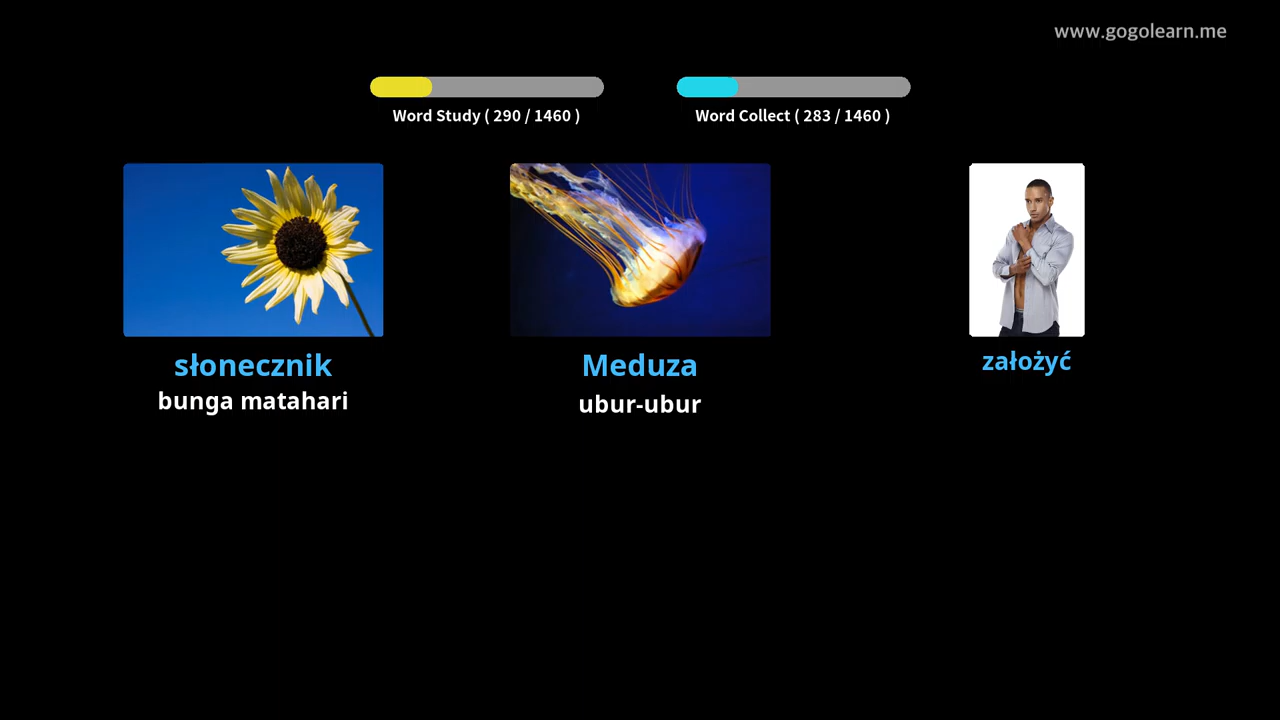 www.gogolearn.me
Word Study ( 290 / 1460 )
Word Collect ( 283 / 1460 )
słonecznik
bunga matahari
Meduza
ubur-ubur
założyć